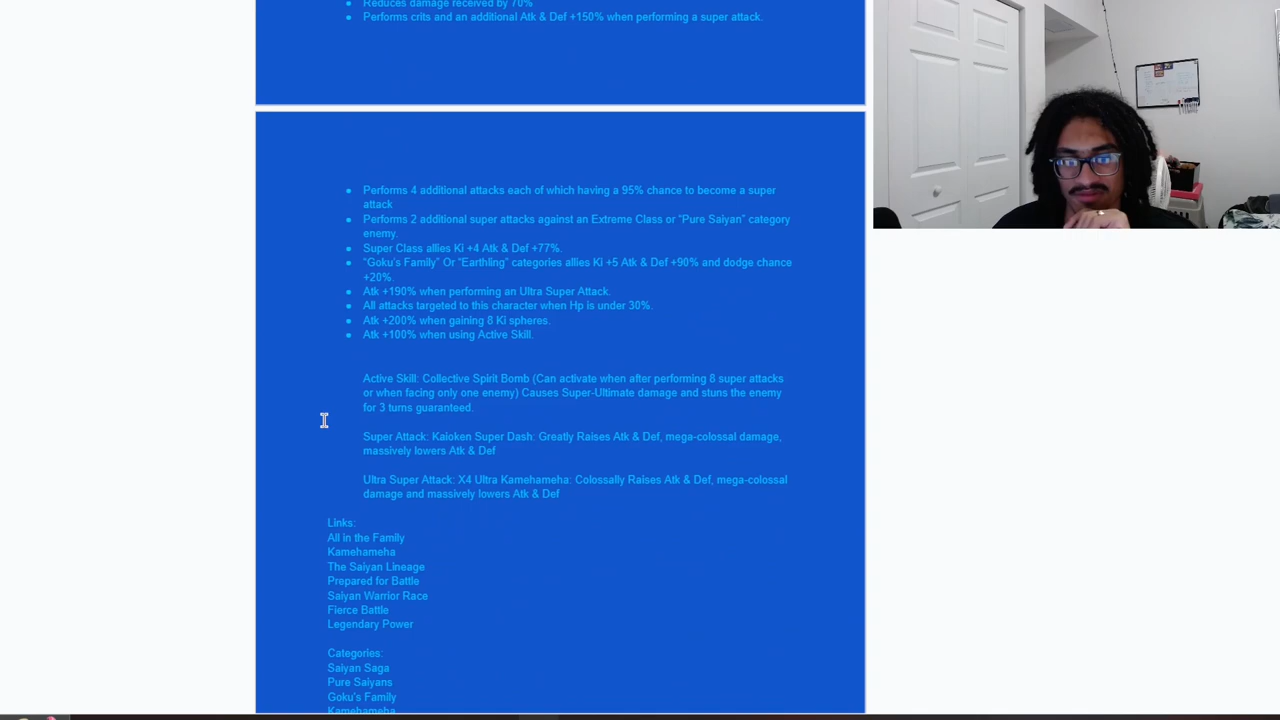 Reduces damage received by 70%
Performs crits and an additional Atk & Def +150% when performing a super attack.
Performs 4 additional attacks each of which having a 95% chance to become a super
attack
Performs 2 additional super attacks against an Extreme Class or “Pure Saiyan” category
enemy.
Super Class allies Ki +4 Atk & Def +77%.
“Goku’s Family” Or “Earthling” categories allies Ki +5 Atk & Def +90% and dodge chance
+20%.
Atk +190% when performing an Ultra Super Attack.
All attacks targeted to this character when Hp is under 30%.
Atk +200% when gaining 8 Ki spheres.
Atk +100% when using Active Skill.
Active Skill: Collective Spirit Bomb (Can activate when after performing 8 super attacks
or when facing only one enemy) Causes Super-Ultimate damage and stuns the enemy
for 3 turns guaranteed.
Super Attack: Kaioken Super Dash: Greatly Raises Atk & Def, mega-colossal damage,
massively lowers Atk & Def
Ultra Super Attack: X4 Ultra Kamehameha: Colossally Raises Atk & Def, mega-colossal
damage and massively lowers Atk & Def
Links:
All in the Family
Kamehameha
The Saiyan Lineage
Prepared for Battle
Saiyan Warrior Race
Fierce Battle
Legendary Power
Categories:
Saiyan Saga
Pure Saiyans
Goku’s Family
Kamehameha